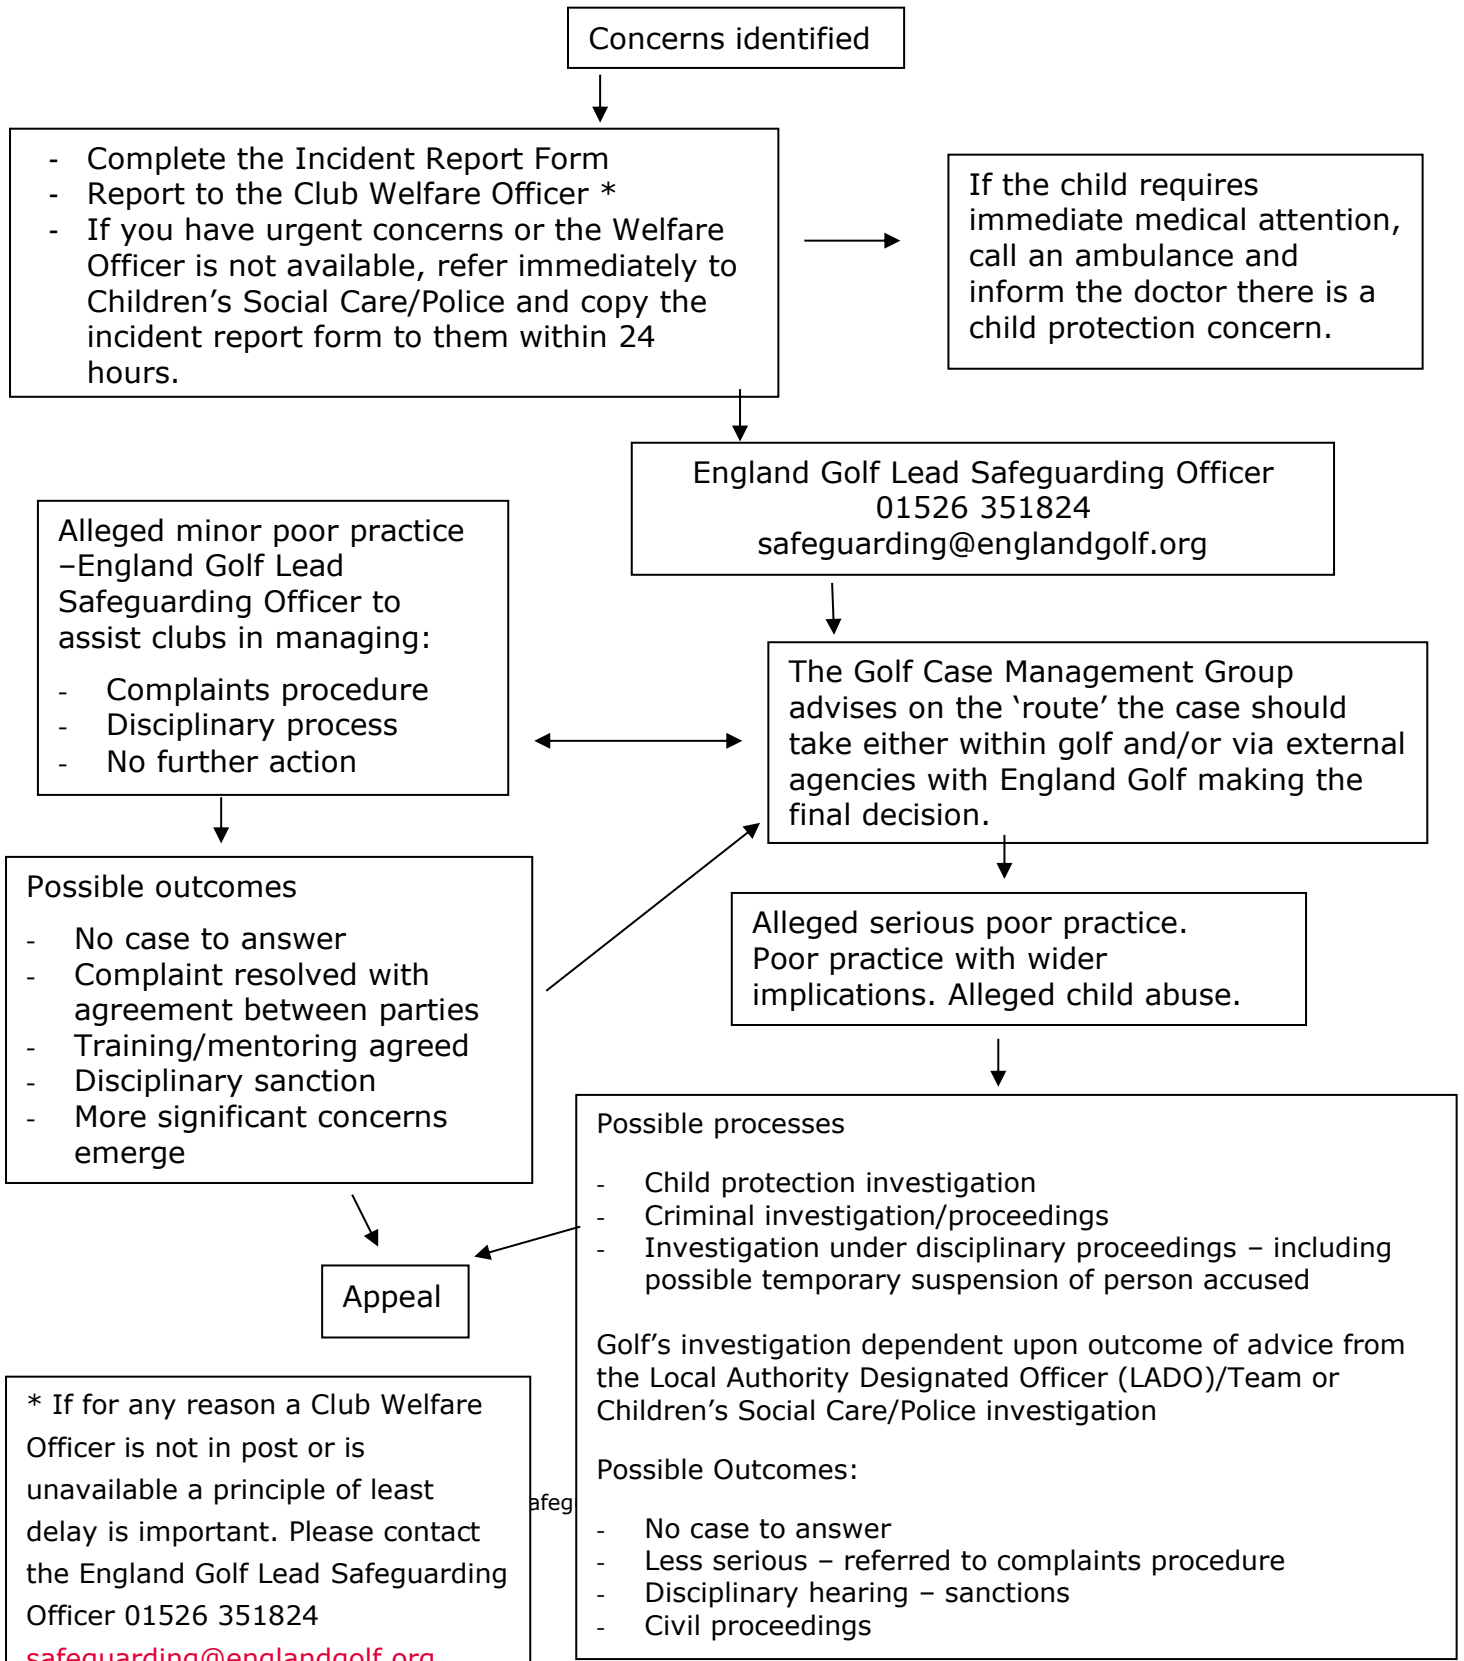 Concerns identified
- Complete the Incident Report Form
- Report to the Club Welfare Officer *
- If you have urgent concerns or the Welfare
Officer is not available, refer immediately to
Children’s Social Care/Police and copy the
incident report form to them within 24
hours.
If the child requires
immediate medical attention,
call an ambulance and
inform the doctor there is a
child protection concern.
England Golf Lead Safeguarding Officer
01526 351824
safeguarding@englandgolf.org
Alleged minor poor practice
–England Golf Lead
Safeguarding Officer to
assist clubs in managing:
- Complaints procedure
- Disciplinary process
- No further action
The Golf Case Management Group
advises on the ‘route’ the case should
take either within golf and/or via external
agencies with England Golf making the
final decision.
Possible outcomes
- No case to answer
- Complaint resolved with
agreement between parties
- Training/mentoring agreed
- Disciplinary sanction
- More significant concerns
emerge
Alleged serious poor practice.
Poor practice with wider
implications. Alleged child abuse.
Possible processes
- Child protection investigation
- Criminal investigation/proceedings
- Investigation under disciplinary proceedings – including
possible temporary suspension of person accused
Golf’s investigation dependent upon outcome of advice from
the Local Authority Designated Officer (LADO)/Team or
Children’s Social Care/Police investigation
Possible Outcomes:
- No case to answer
- Less serious – referred to complaints procedure
- Disciplinary hearing – sanctions
- Civil proceedings
Appeal
* If for any reason a Club Welfare
Officer is not in post or is
unavailable a principle of least
delay is important. Please contact
the England Golf Lead Safeguarding
Officer 01526 351824
safeguarding@englandgolf.org